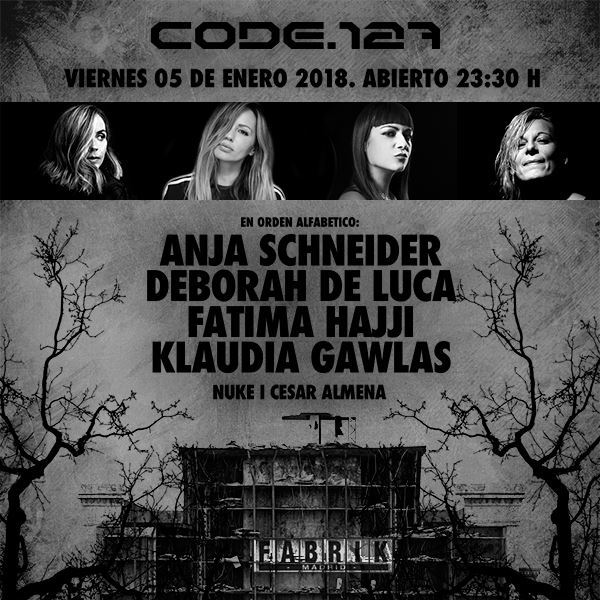 CODE.127
VIERNES 05 DE ENERO 2018. ABIERTO 23:30 H
EN ORDEN ALFABETICO:
ANJA SCHNEIDER
DEBORAH DE LUCA
FATIMA HAJJI
KLAUDIA GAWLAS
NUKE I CESAR ALMENA
FABRIK
· MADRID ·